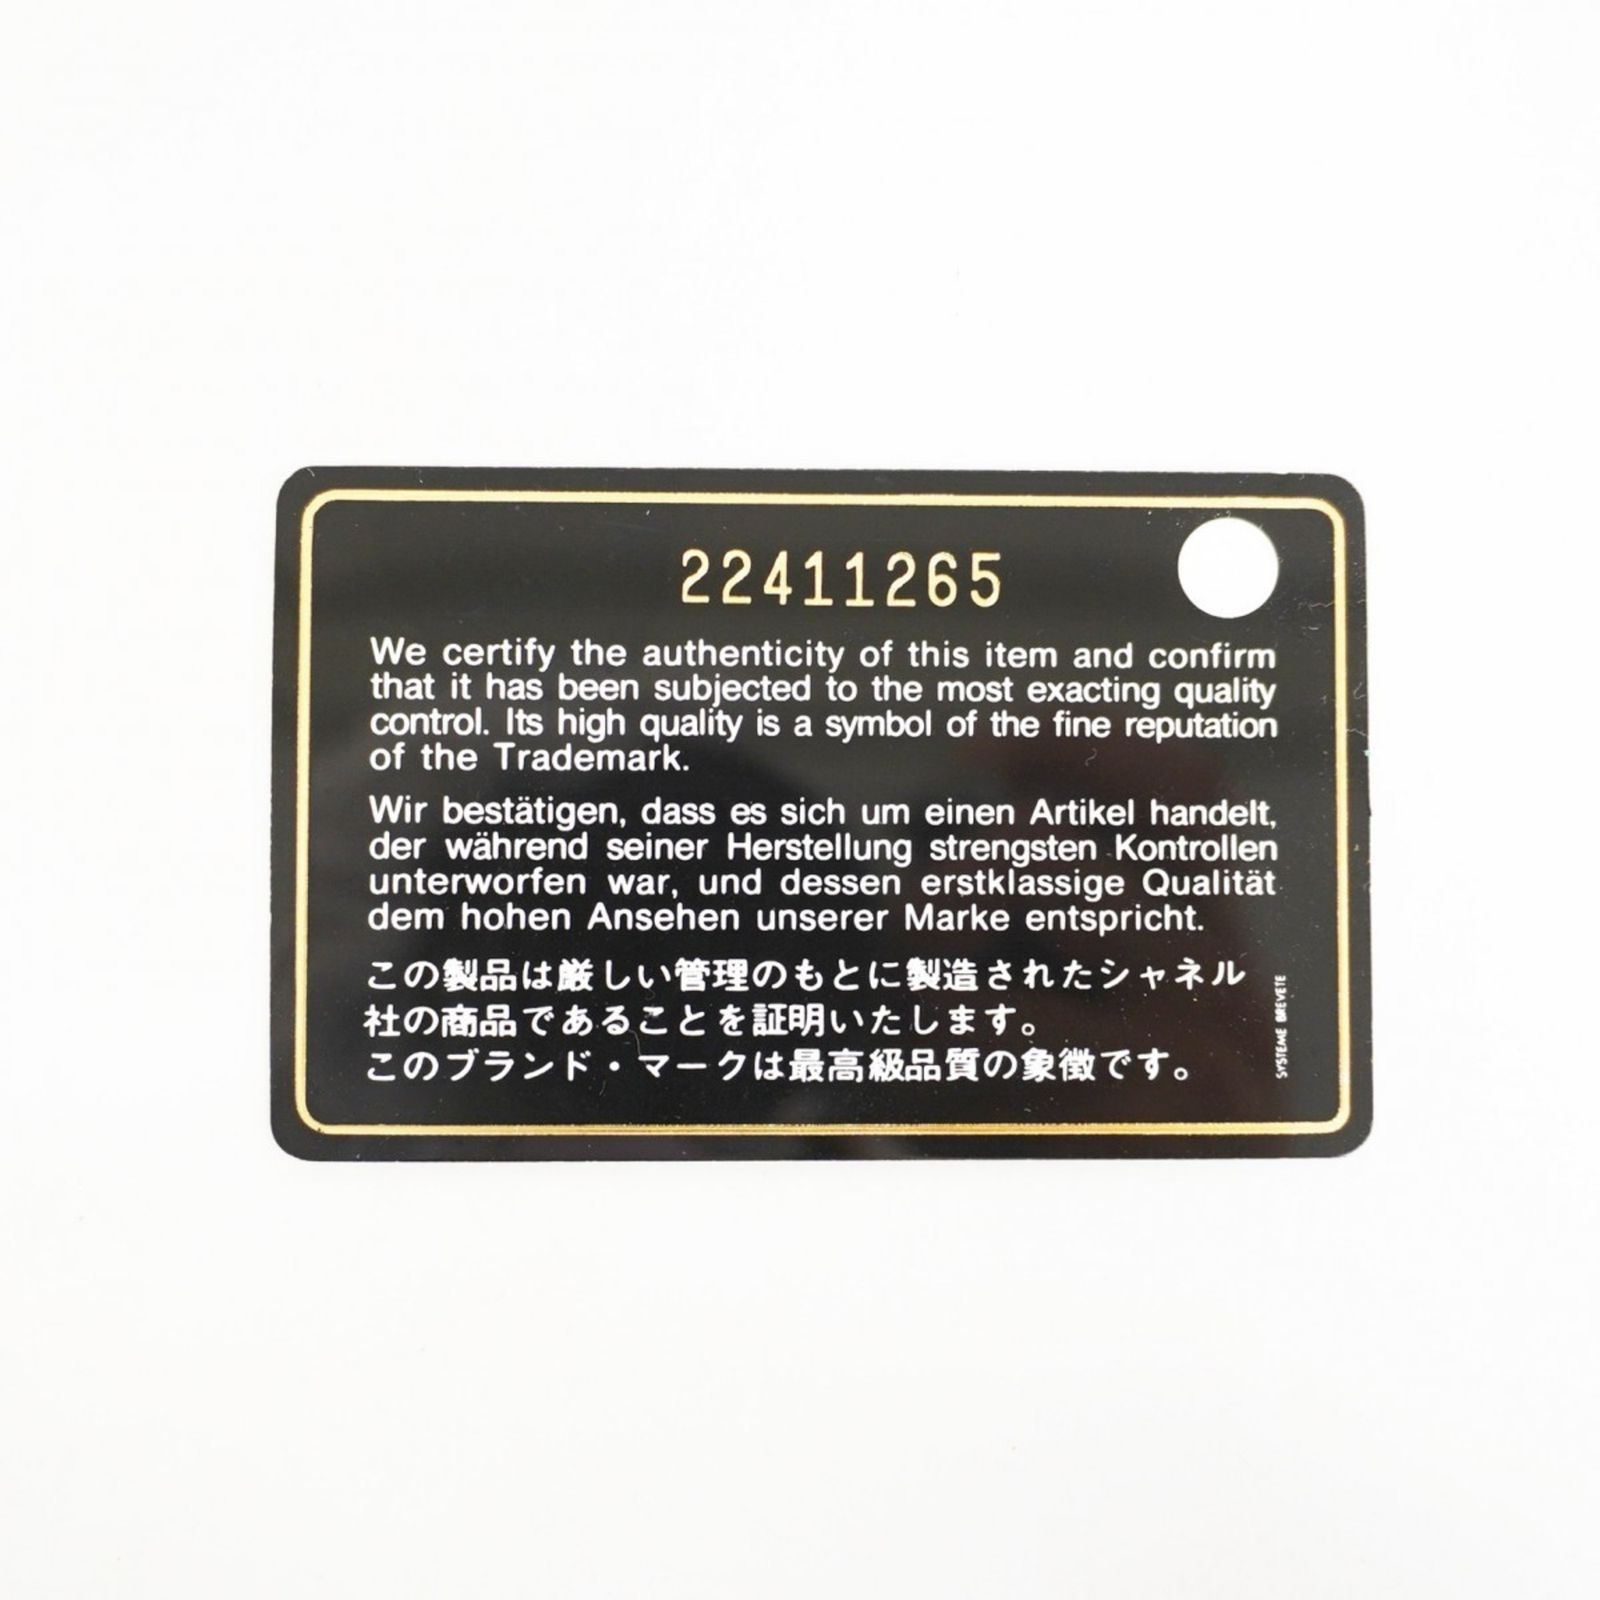 22411265
We certify the authenticity of this item and confirm
that it has been subjected to the most exacting quality
control. Its high quality is a symbol of the fine reputation
of the Trademark.
Wir bestätigen, dass es sich um einen Artikel handelt,
der während seiner Herstellung strengsten Kontrollen
unterworfen war, und dessen erstklassige Qualität
dem hohen Ansehen unserer Marke entspricht.
この製品は厳しい管理のもとに製造されたシャネル
社の商品であることを証明いたします。
このブランド・マークは最高級品質の象徴です。
SYSTEME BREVETE